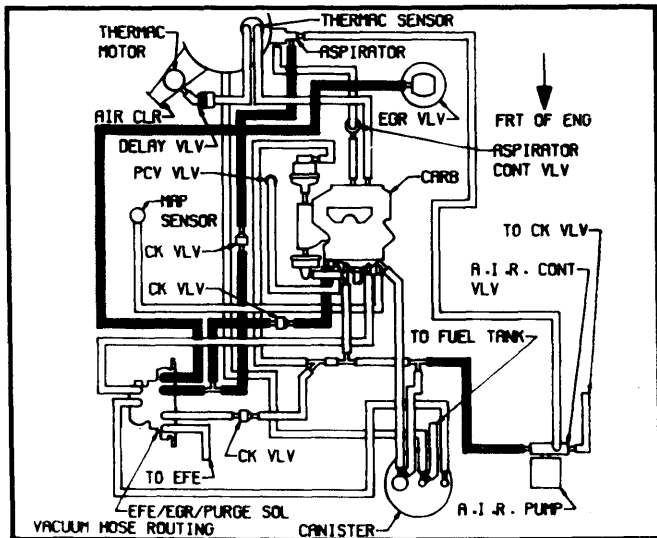 THERMAC SENSOR
THERMAC
MOTOR
ASPIRATOR
AIR CLR
EGR VLV
FRT OF ENG
DELAY VLV
ASPIRATOR
CONT VLV
PCV VLV
CARB
MAP
SENSOR
TO CK VLV
CK VLV
A.I.R. CONT
VLV
CK VLV
TO FUEL TANK
CK VLV
TO EFE
EFE/EGR/PURGE SOL
A.I.R. PUMP
VACUUM HOSE ROUTING
CANISTER